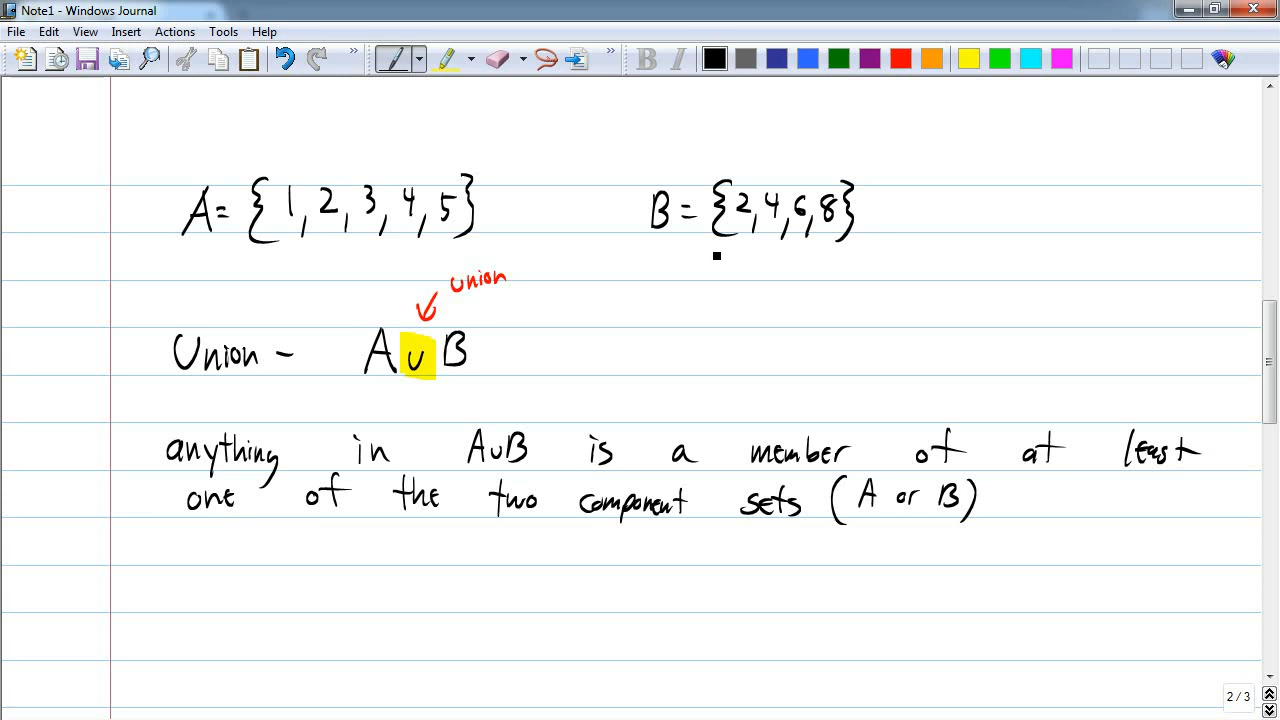 Note1 - Windows Journal
File Edit View Insert Actions Tools Help
B I
A= {1, 2, 3, 4, 5} B = {2, 4, 6, 8}
union
Union - A ∪ B
anything in A∪B is a member of at least
one of the two component sets (A or B)
2 / 3